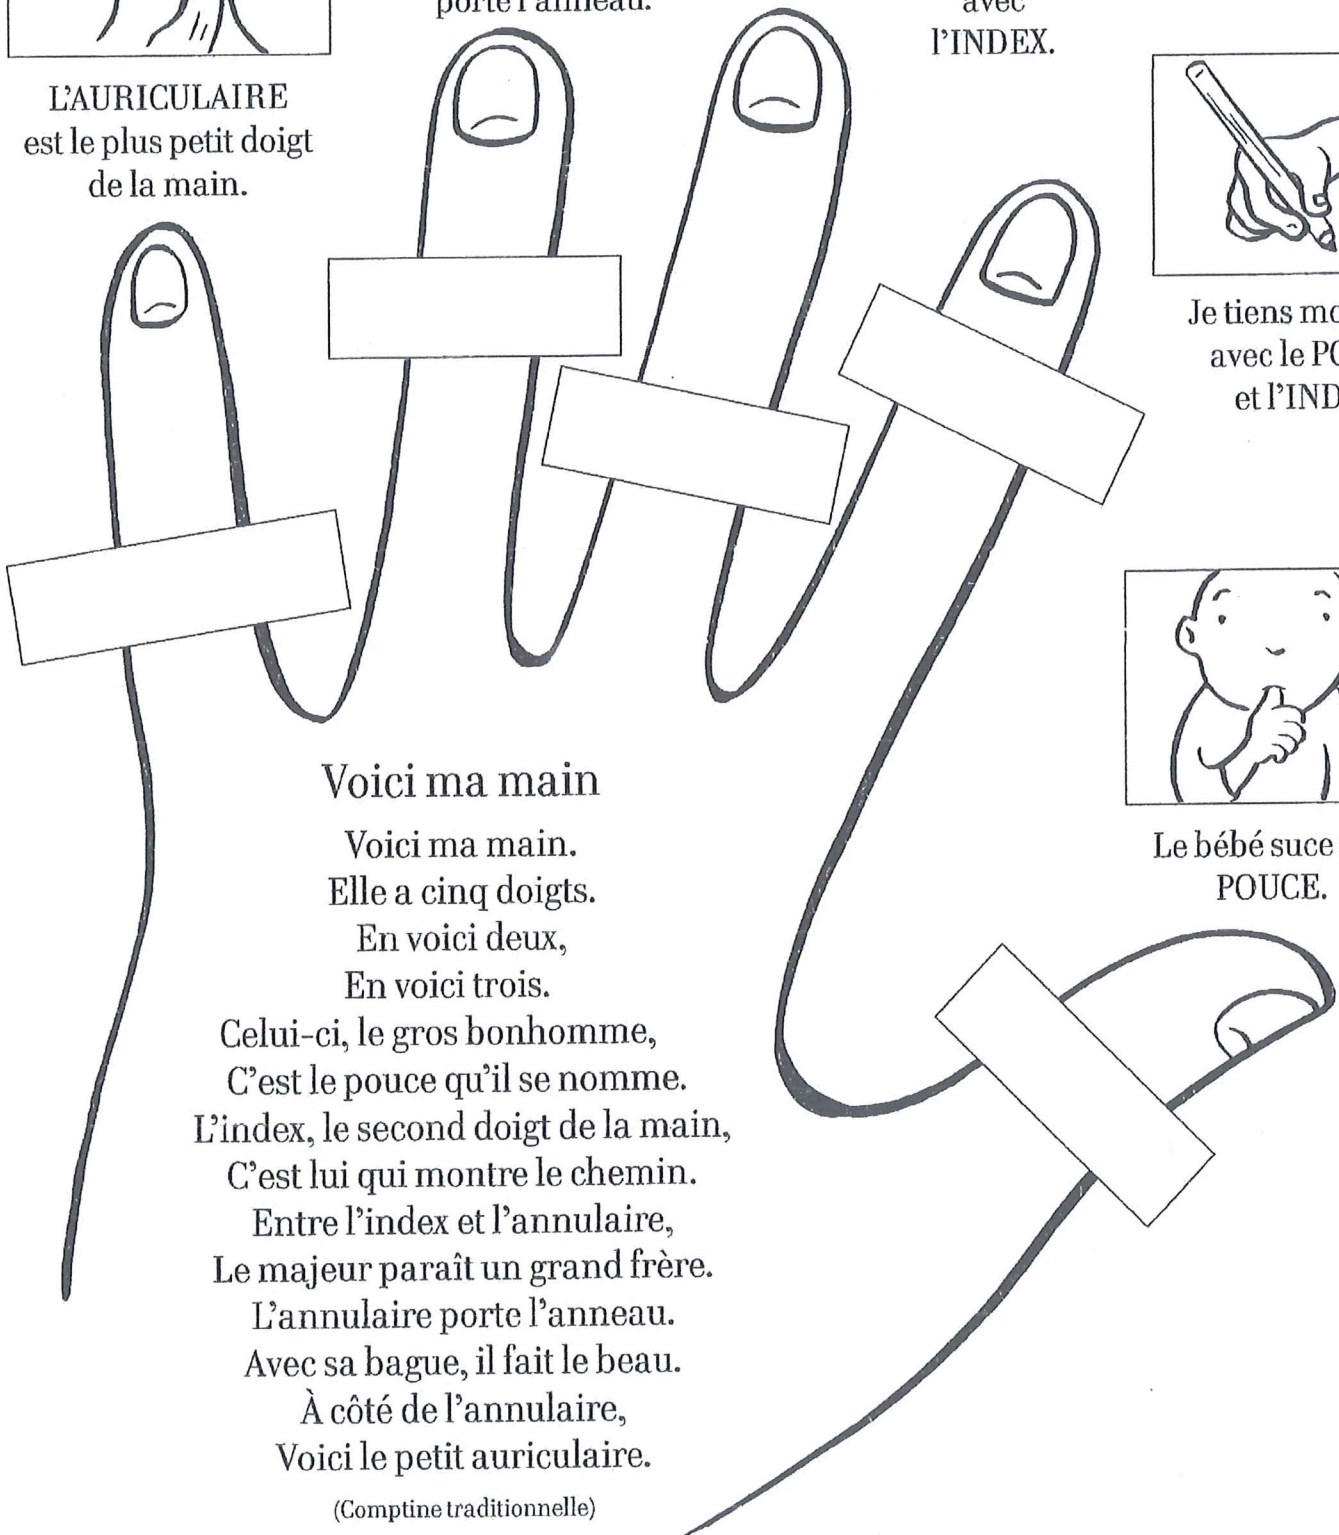 porte l'anneau.
avec
l'INDEX.
L'AURICULAIRE
est le plus petit doigt
de la main.
Je tiens
avec le
et l'
Le bébé suce
POUCE.
Voici ma main
Voici ma main.
Elle a cinq doigts.
En voici deux,
En voici trois.
Celui-ci, le gros bonhomme,
C'est le pouce qu'il se nomme.
L'index, le second doigt de la main,
C'est lui qui montre le chemin.
Entre l'index et l'annulaire,
Le majeur paraît un grand frère.
L'annulaire porte l'anneau.
Avec sa bague, il fait le beau.
À côté de l'annulaire,
Voici le petit auriculaire.
(Comptine traditionnelle)